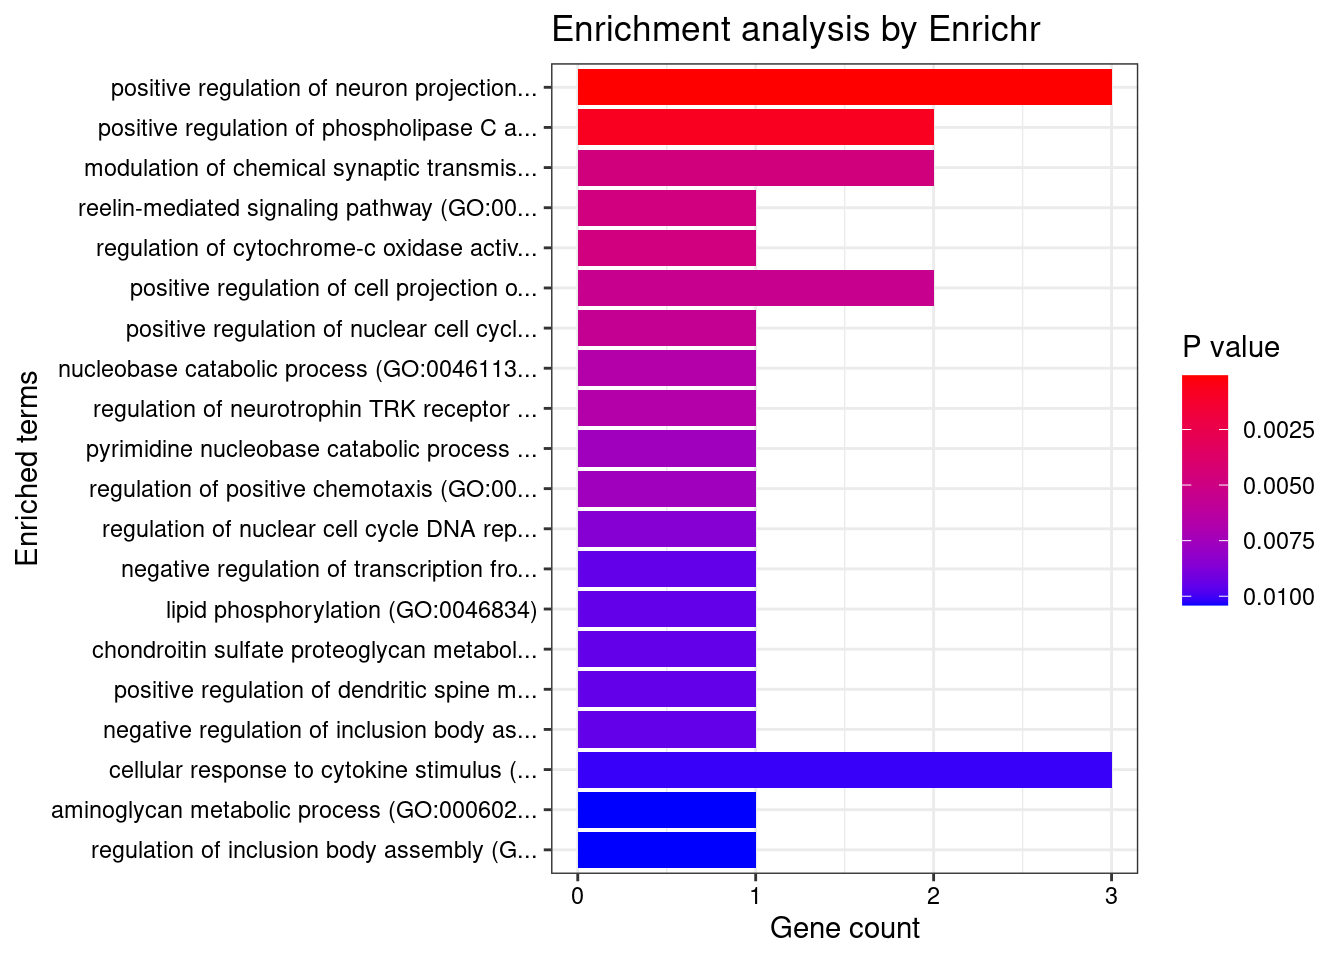 Enrichment analysis by Enrichr
positive regulation of neuron projection...
positive regulation of phospholipase C a...
modulation of chemical synaptic transmis...
reelin-mediated signaling pathway (GO:00...
regulation of cytochrome-c oxidase activ...
positive regulation of cell projection o...
positive regulation of nuclear cell cycl...
nucleobase catabolic process (GO:0046113...
regulation of neurotrophin TRK receptor ...
pyrimidine nucleobase catabolic process ...
regulation of positive chemotaxis (GO:00...
regulation of nuclear cell cycle DNA rep...
negative regulation of transcription fro...
lipid phosphorylation (GO:0046834)
chondroitin sulfate proteoglycan metabol...
positive regulation of dendritic spine m...
negative regulation of inclusion body as...
cellular response to cytokine stimulus (...
aminoglycan metabolic process (GO:000602...
regulation of inclusion body assembly (G...
Enriched terms
0 1 2 3
Gene count
P value
0.0025
0.0050
0.0075
0.0100